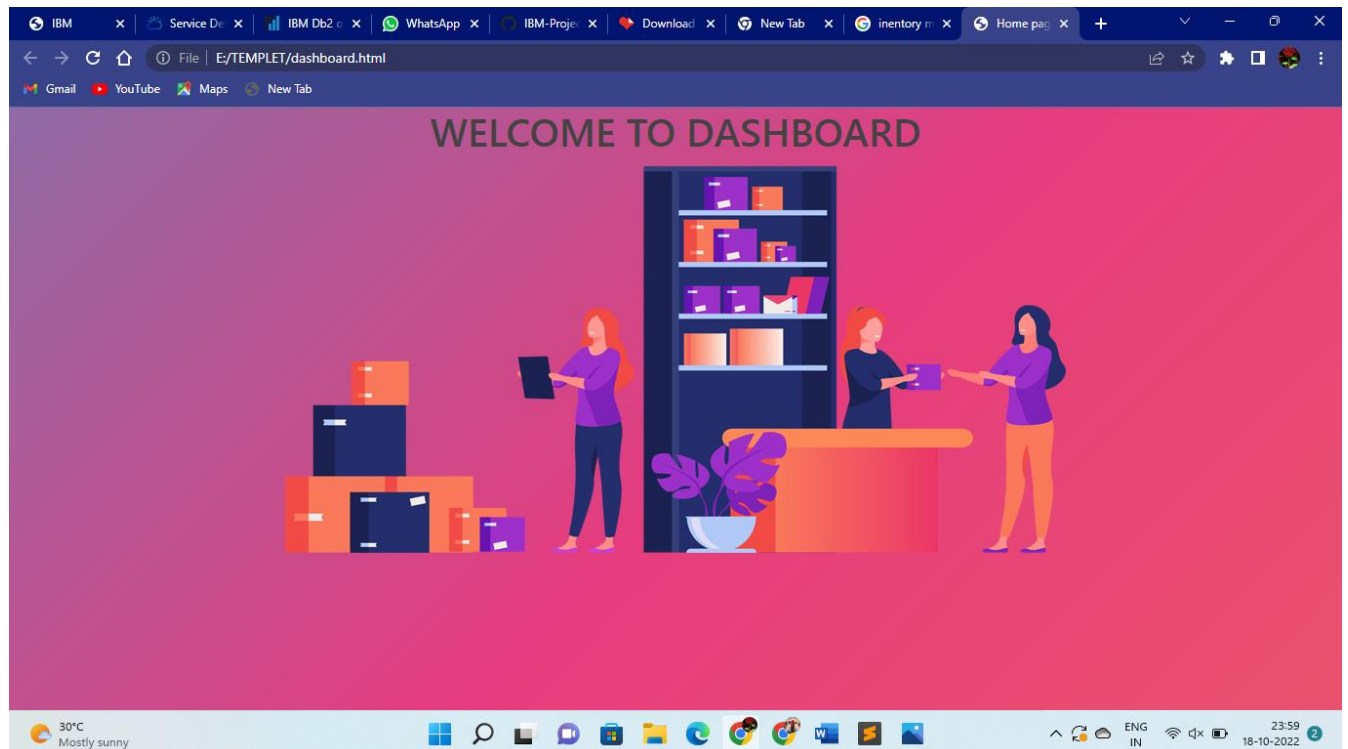 IBM Service De IBM Db2 o WhatsApp IBM-Projec Download New Tab inentory m Home pag
File E:/TEMPLET/dashboard.html
Gmail YouTube Maps New Tab
WELCOME TO DASHBOARD
30°C
Mostly sunny
ENG
IN
23:59
18-10-2022
2